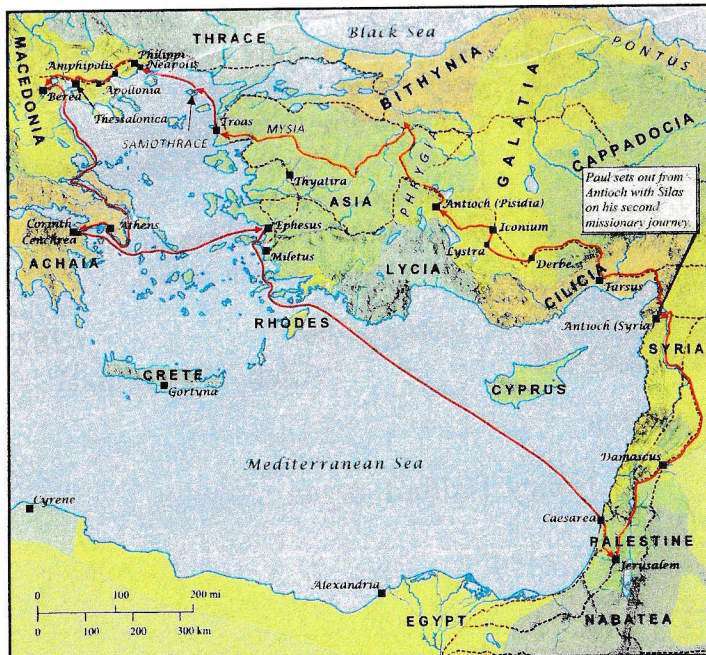 Black Sea
THRACE
PONTUS
MACEDONIA
Amphipolis
Philippi
Neapolis
BITHYNIA
Berea
Apollonia
Thessalonica
SAMOTHRACE
Troas
MYSIA
GALATIA
CAPPADOCIA
PHRYGI
Thyatira
ASIA
Antioch (Pisidia)
Paul sets out from
Antioch with Silas
on his second
missionary journey.
Corinth
Cenchrea
Athens
Ephesus
Iconium
Miletus
Lystra
Derbe
ACHAIA
LYCIA
CILICIA
Tarsus
RHODES
Antioch (Syria)
SYRIA
CRETE
Gortyna
CYPRUS
Mediterranean Sea
Damascus
Cyrene
Caesarea
PALESTINE
Jerusalem
Alexandria
EGYPT
NABATEA
0 100 200 mi
0 100 200 300 km